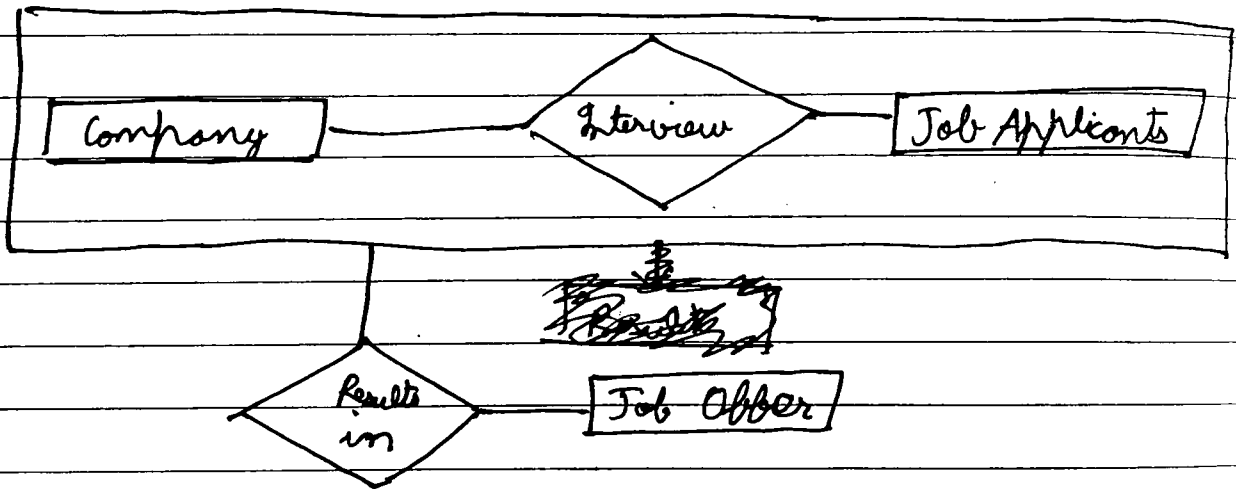 Company
Interview
Job Applicants
Results
in
Job Offer